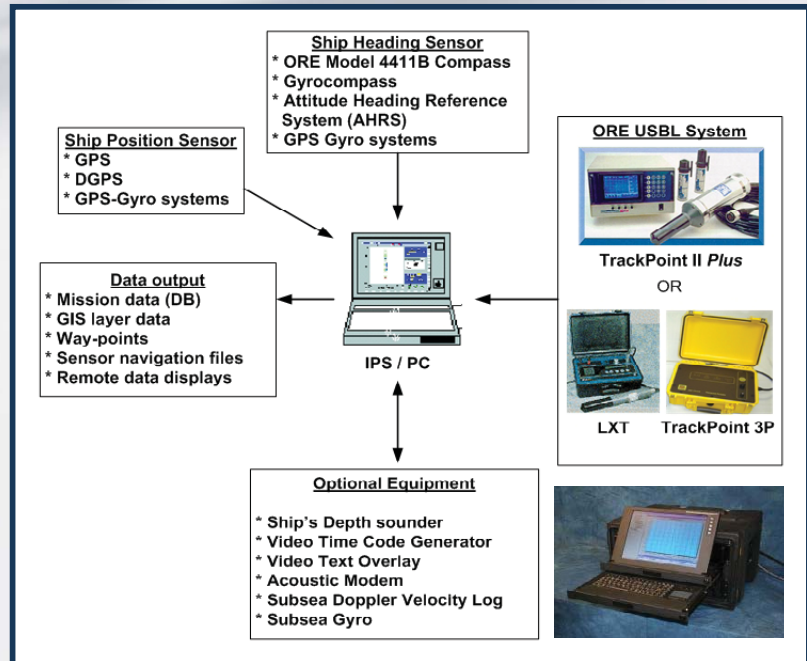 Ship Heading Sensor
* ORE Model 4411B Compass
* Gyrocompass
* Attitude Heading Reference
System (AHRS)
* GPS Gyro systems
Ship Position Sensor
* GPS
* DGPS
* GPS-Gyro systems
ORE USBL System
TrackPoint II Plus
OR
LXT
TrackPoint 3P
Data output
* Mission data (DB)
* GIS layer data
* Way-points
* Sensor navigation files
* Remote data displays
IPS / PC
Optional Equipment
* Ship's Depth sounder
* Video Time Code Generator
* Video Text Overlay
* Acoustic Modem
* Subsea Doppler Velocity Log
* Subsea Gyro